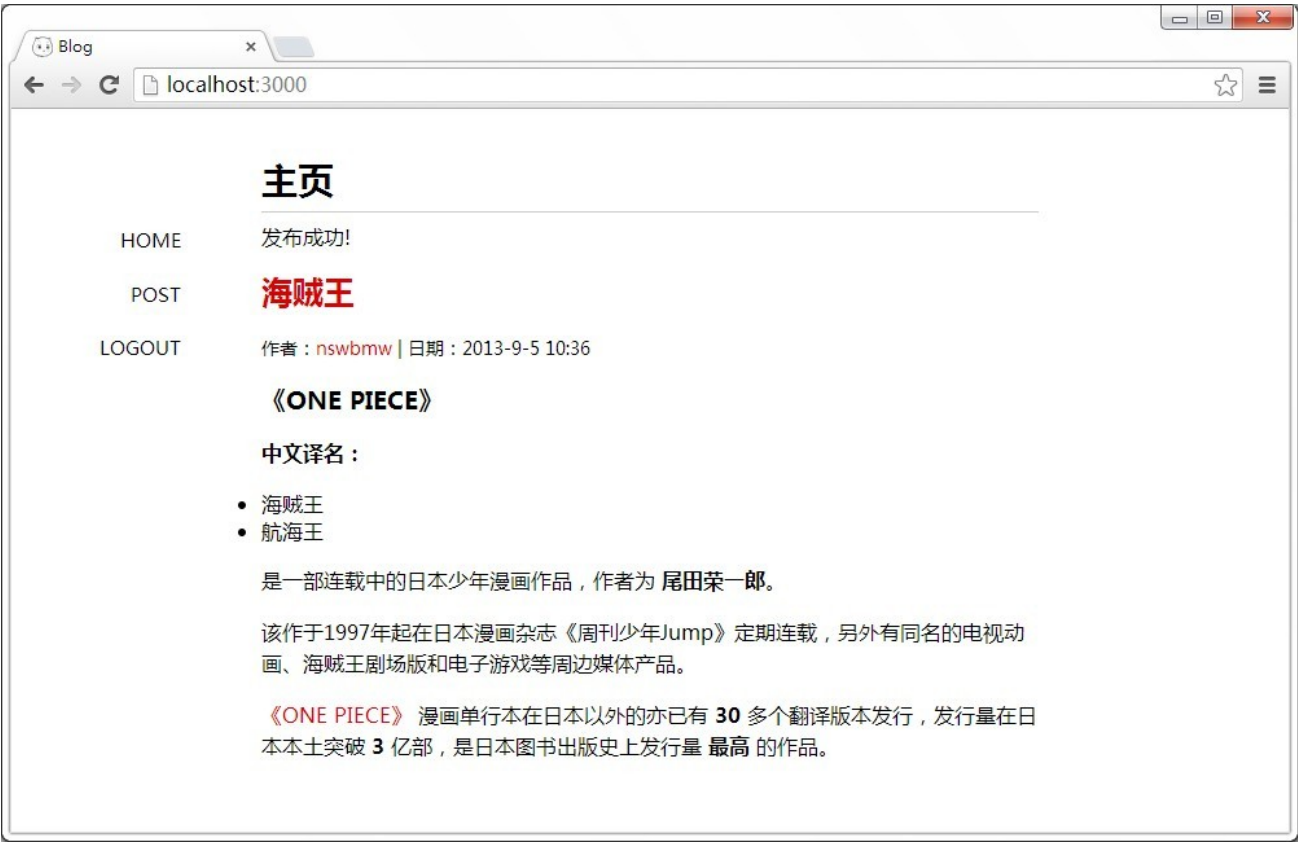 Blog
localhost:3000
主页
HOME
发布成功!
POST
海贼王
LOGOUT
作者：nswbmw | 日期：2013-9-5 10:36
《ONE PIECE》
中文译名：
海贼王
航海王
是一部连载中的日本少年漫画作品，作者为 尾田荣一郎。
该作于1997年起在日本漫画杂志《周刊少年Jump》定期连载，另外有同名的电视动
画、海贼王剧场版和电子游戏等周边媒体产品。
《ONE PIECE》 漫画单行本在日本以外的亦已有 30 多个翻译版本发行，发行量在日
本本土突破 3 亿部，是日本图书出版史上发行量 最高 的作品。